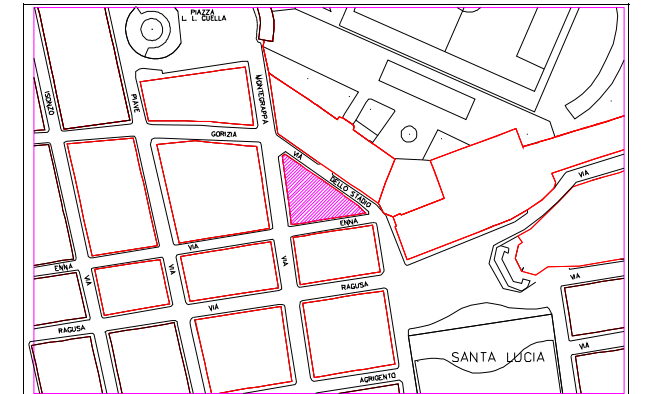 PIAZZA
L. L. CUELLA
ISONZO
PIAVE
MONTEGRAPPA
GORIZIA
VIA
DELLO STADIO
VIA
ENNA
VIA
ENNA
VIA
VIA
VIA
VIA
RAGUSA
VIA
RAGUSA
VIA
SANTA LUCIA
AGRIGENTO